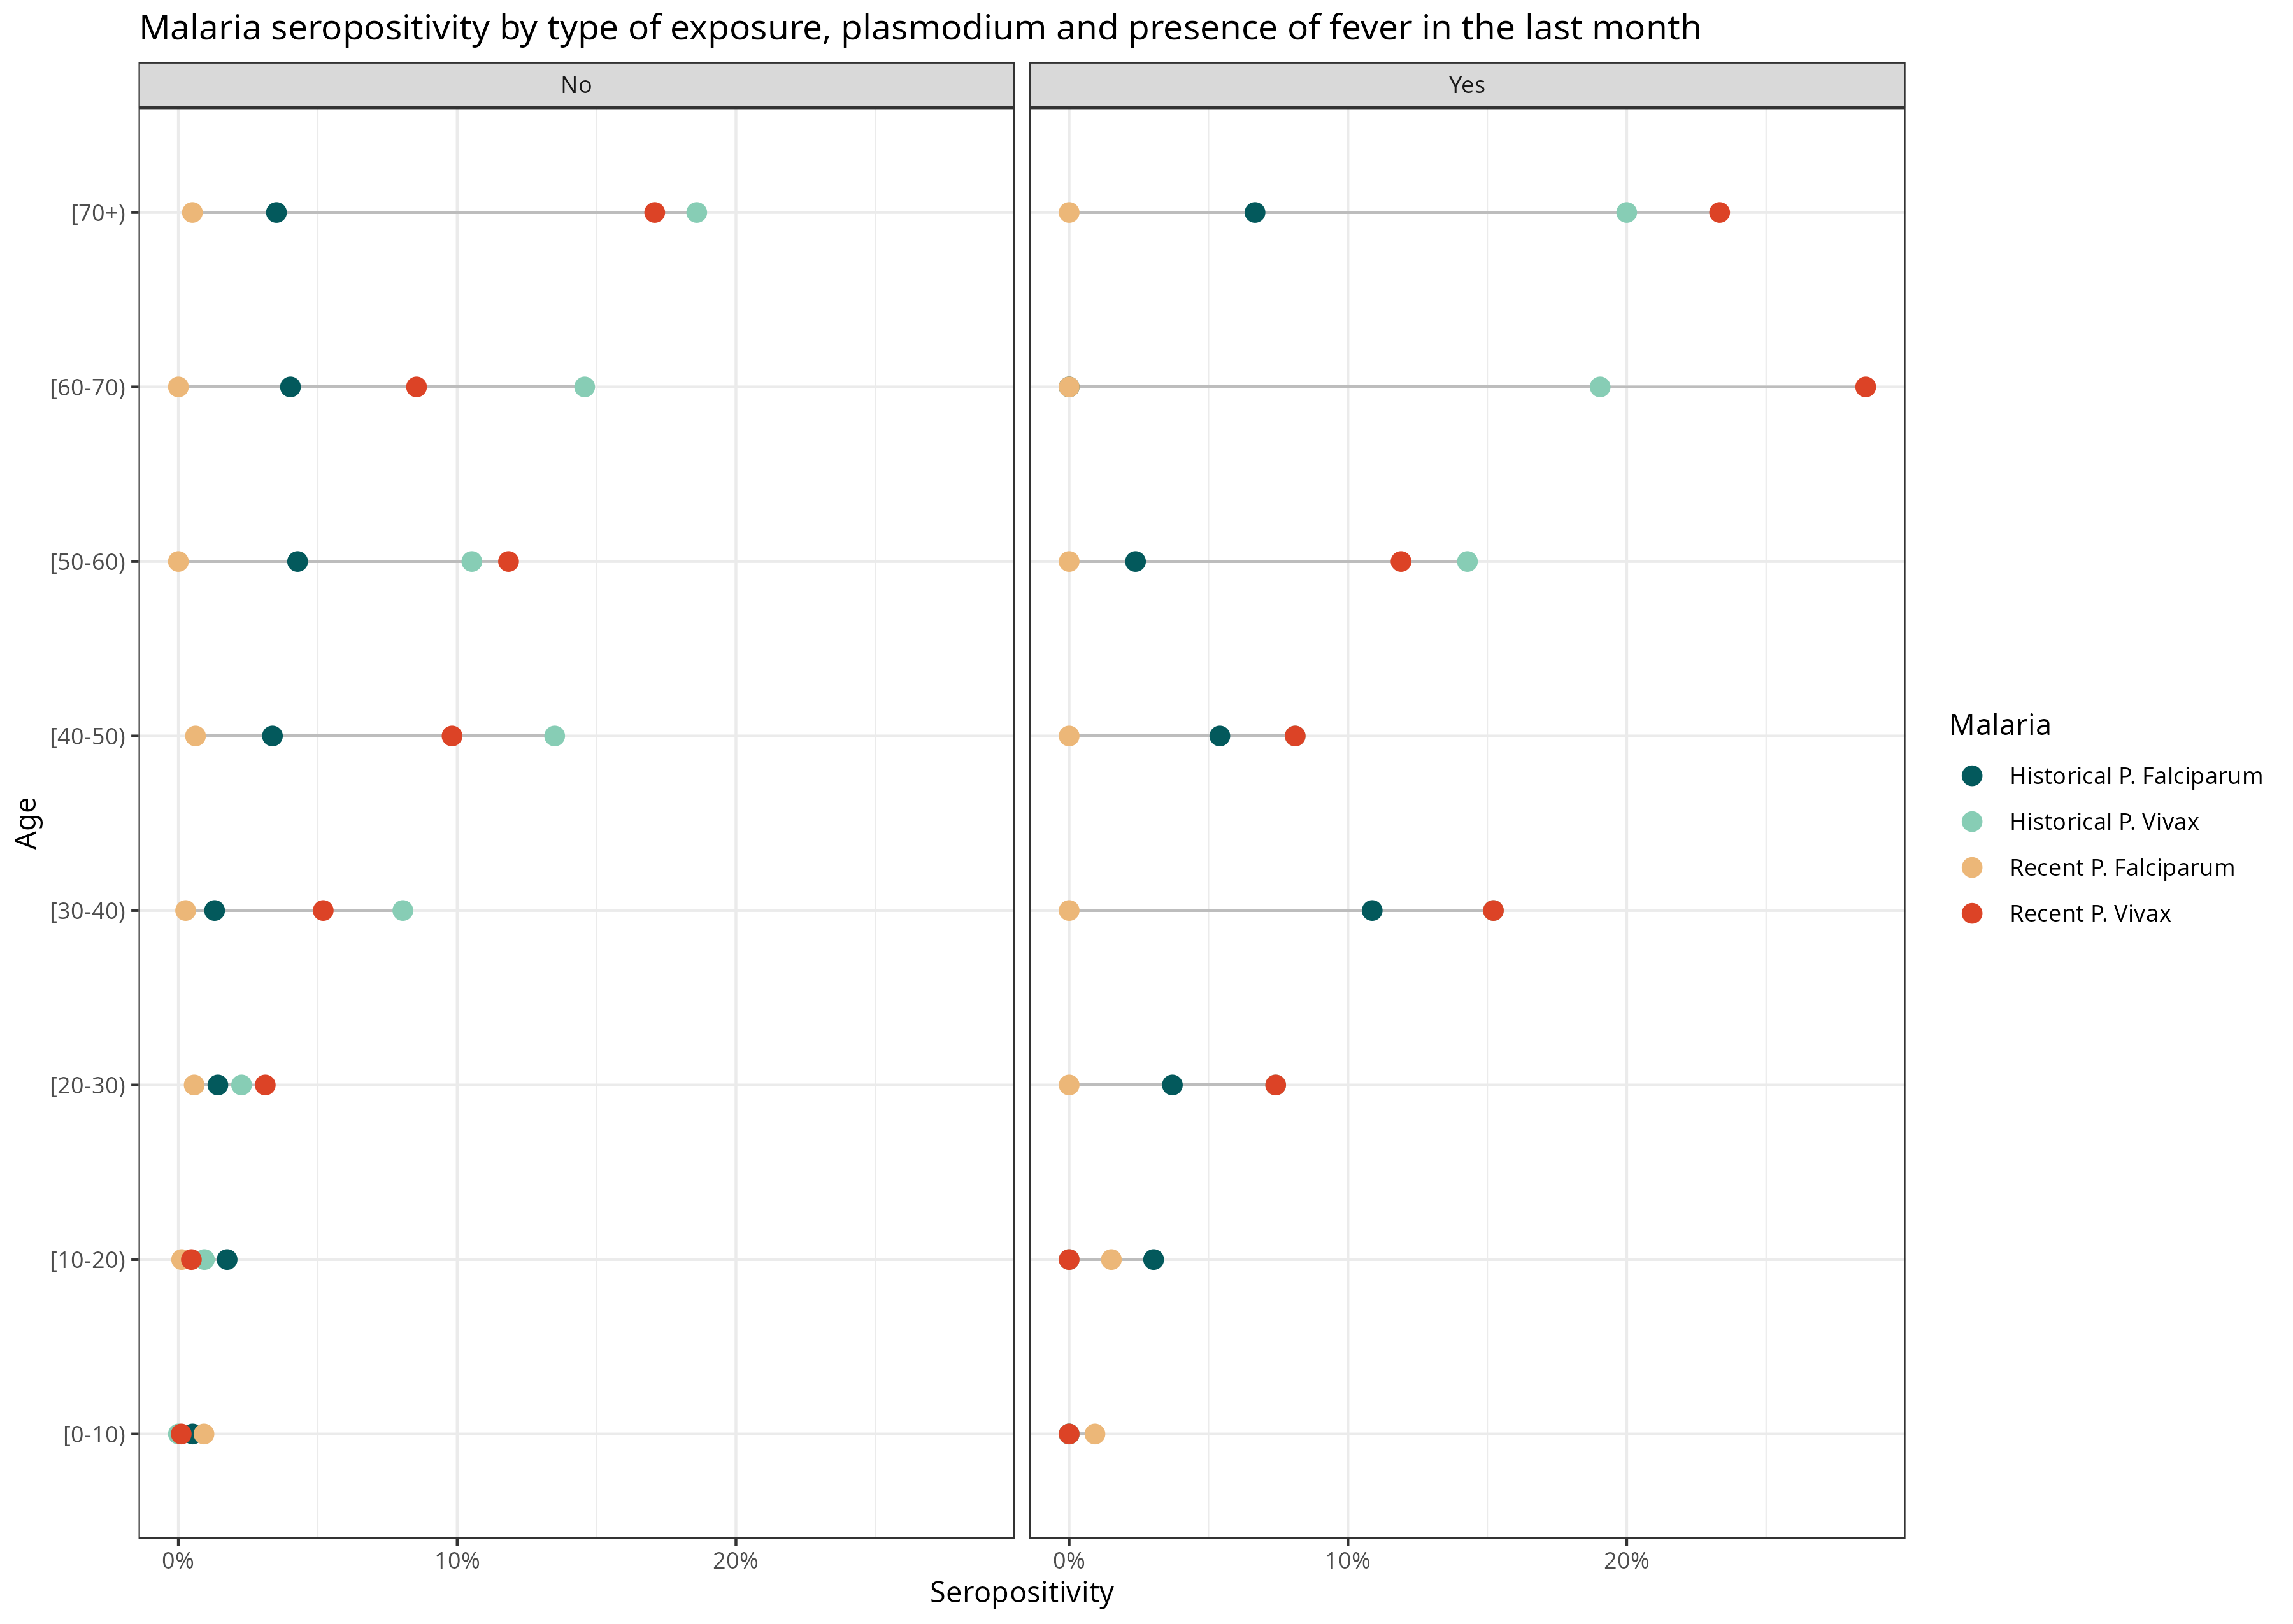 Malaria seropositivity by type of exposure, plasmodium and presence of fever in the last month
No
Yes
Age
[70+)
[60-70)
[50-60)
[40-50)
[30-40)
[20-30)
[10-20)
[0-10)
0%
10%
20%
0%
10%
20%
Seropositivity
Malaria
Historical P. Falciparum
Historical P. Vivax
Recent P. Falciparum
Recent P. Vivax